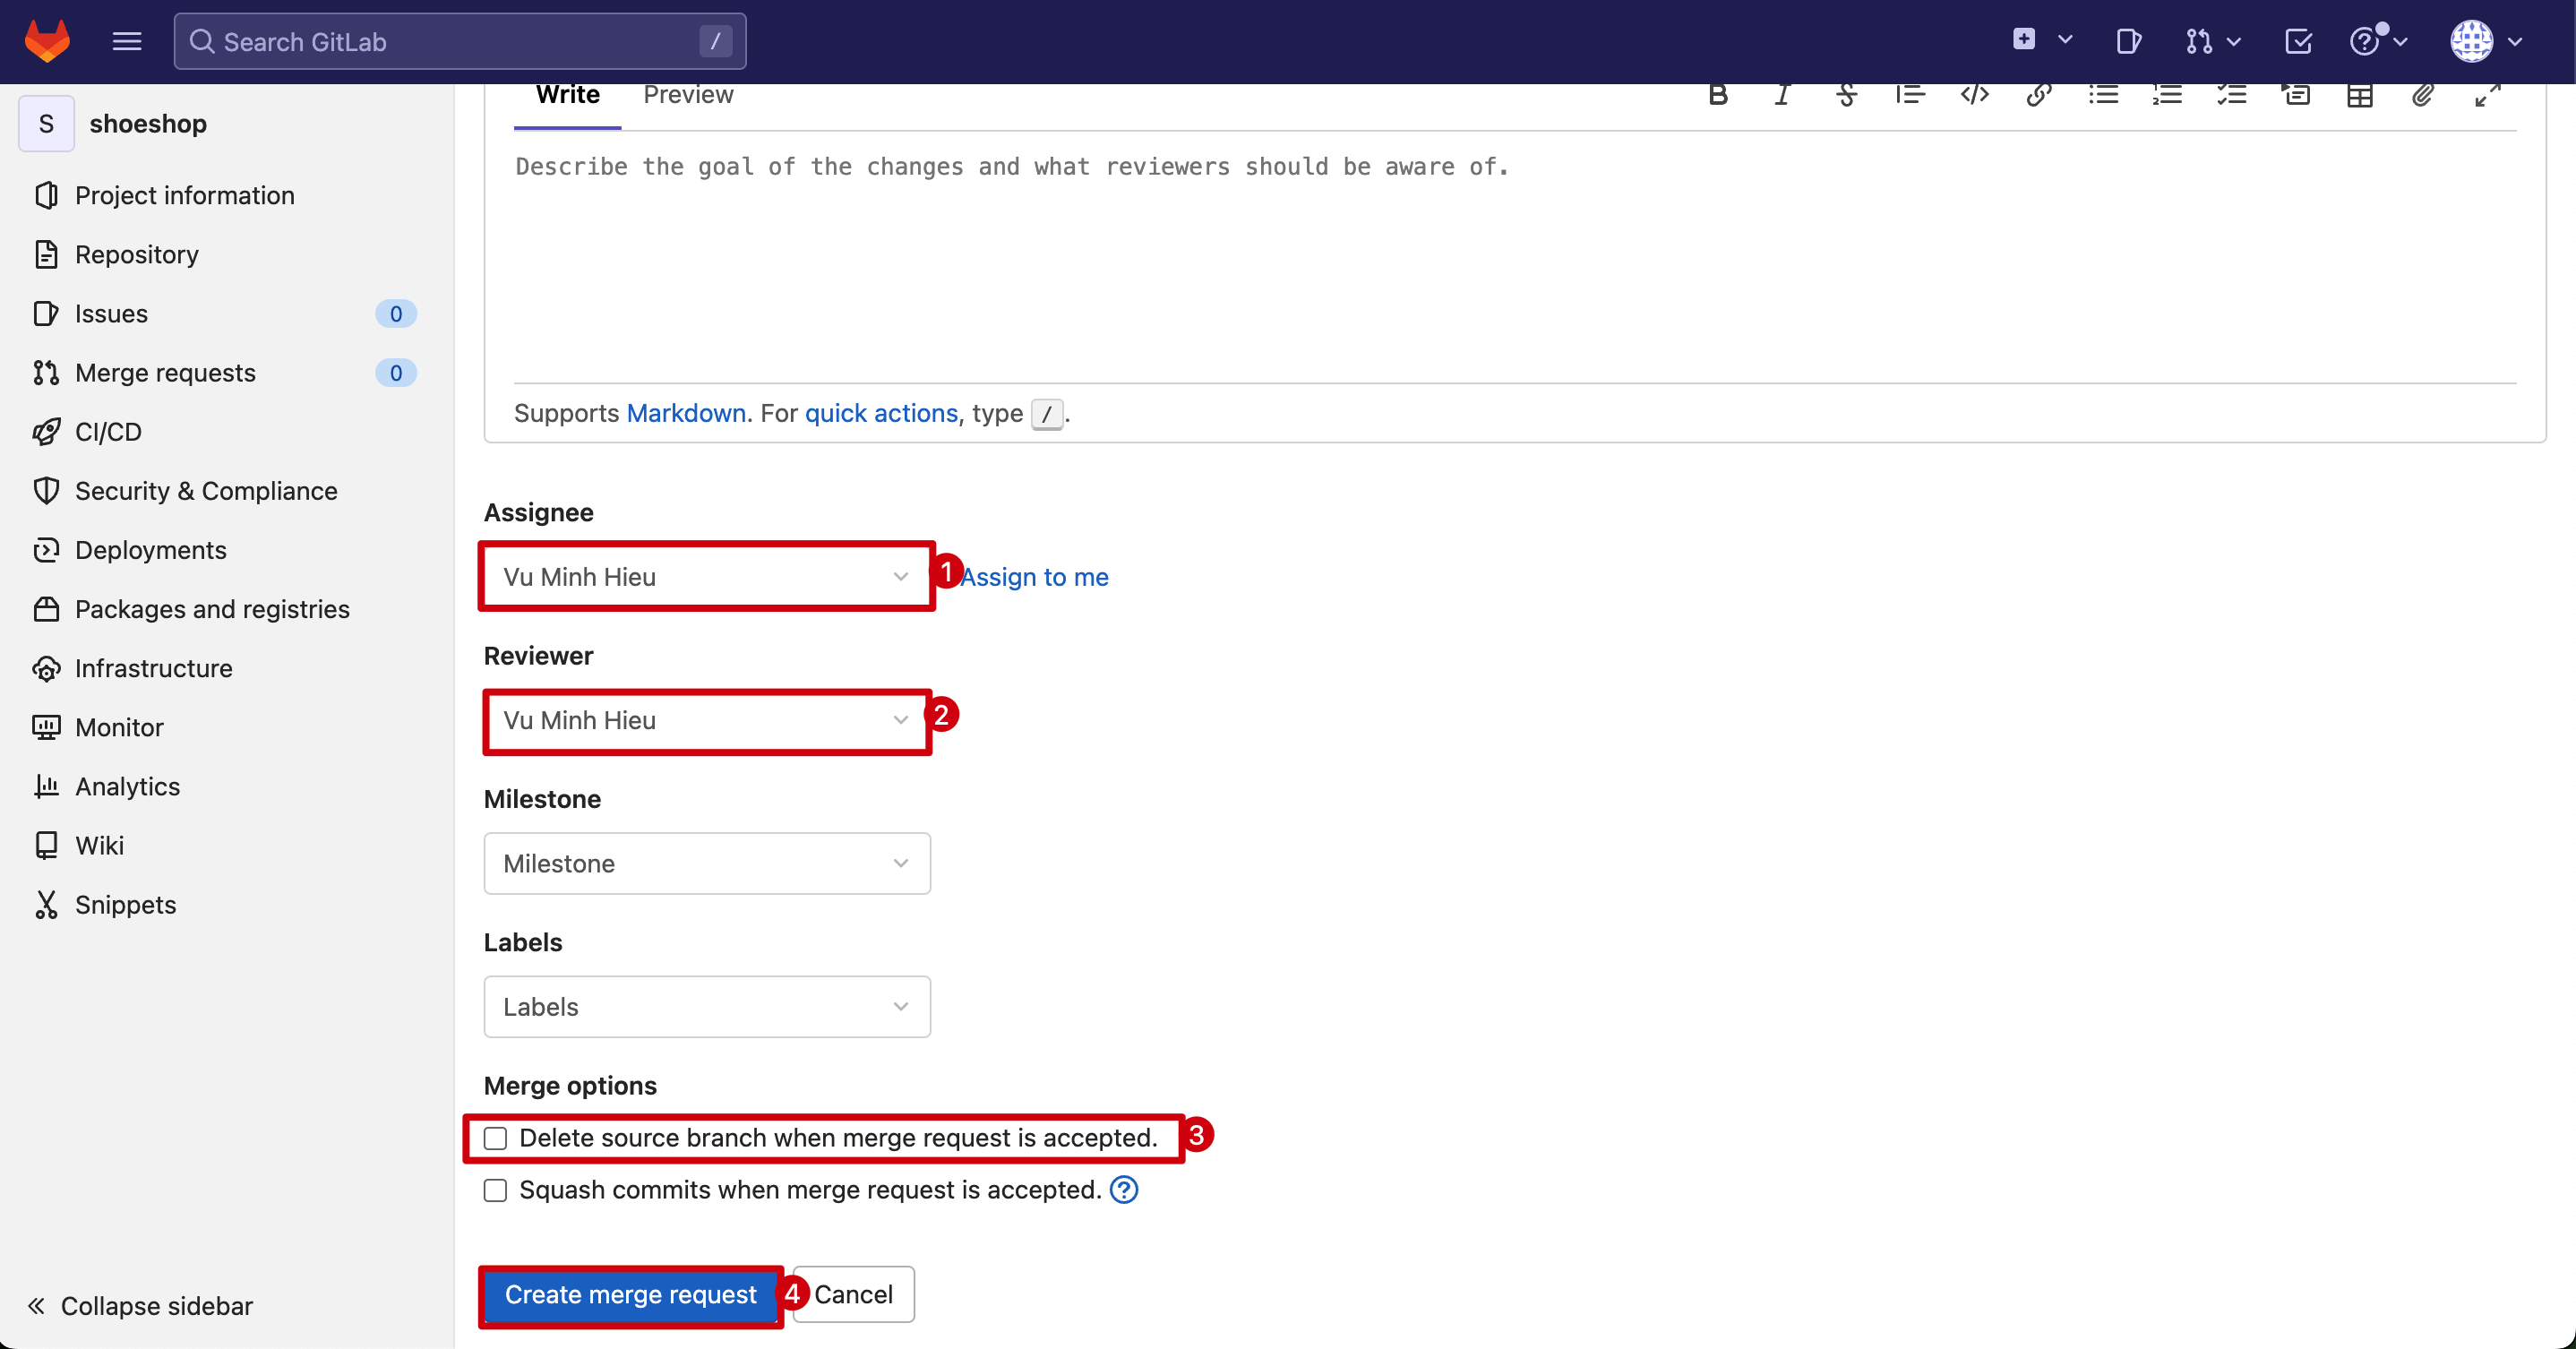 Search GitLab /
S shoeshop
Project information
Repository
Issues 0
Merge requests 0
CI/CD
Security & Compliance
Deployments
Packages and registries
Infrastructure
Monitor
Analytics
Wiki
Snippets
Collapse sidebar
Write Preview
Describe the goal of the changes and what reviewers should be aware of.
Supports Markdown. For quick actions, type /.
Assignee
Vu Minh Hieu 1 Assign to me
Reviewer
Vu Minh Hieu 2
Milestone
Milestone
Labels
Labels
Merge options
Delete source branch when merge request is accepted. 3
Squash commits when merge request is accepted. ?
Create merge request 4 Cancel